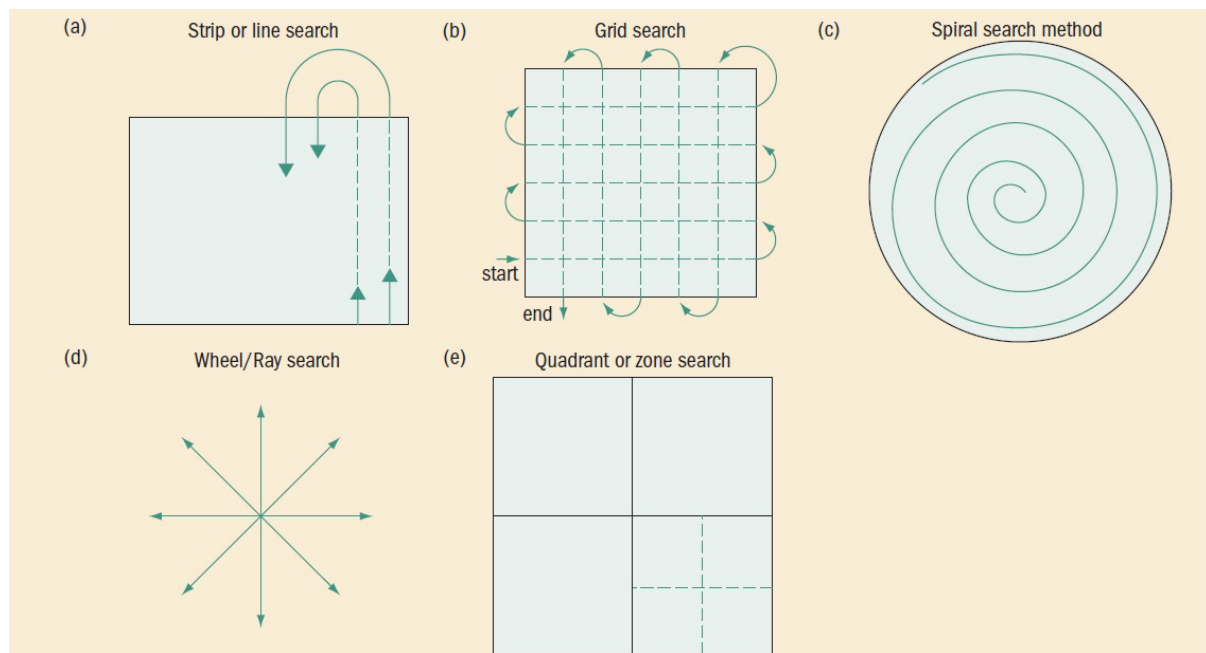 (a)
Strip or line search
(b)
Grid search
start
end
(c)
Spiral search method
(d)
Wheel/Ray search
(e)
Quadrant or zone search